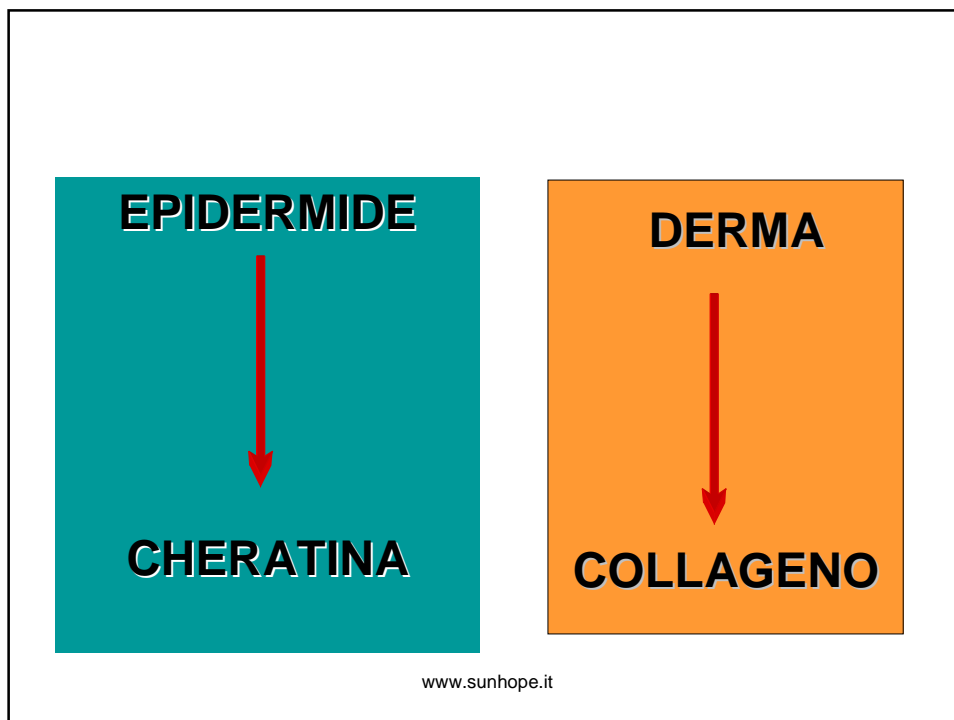 EPIDERMIDE
CHERATINA
DERMA
COLLAGENO
www.sunhope.it